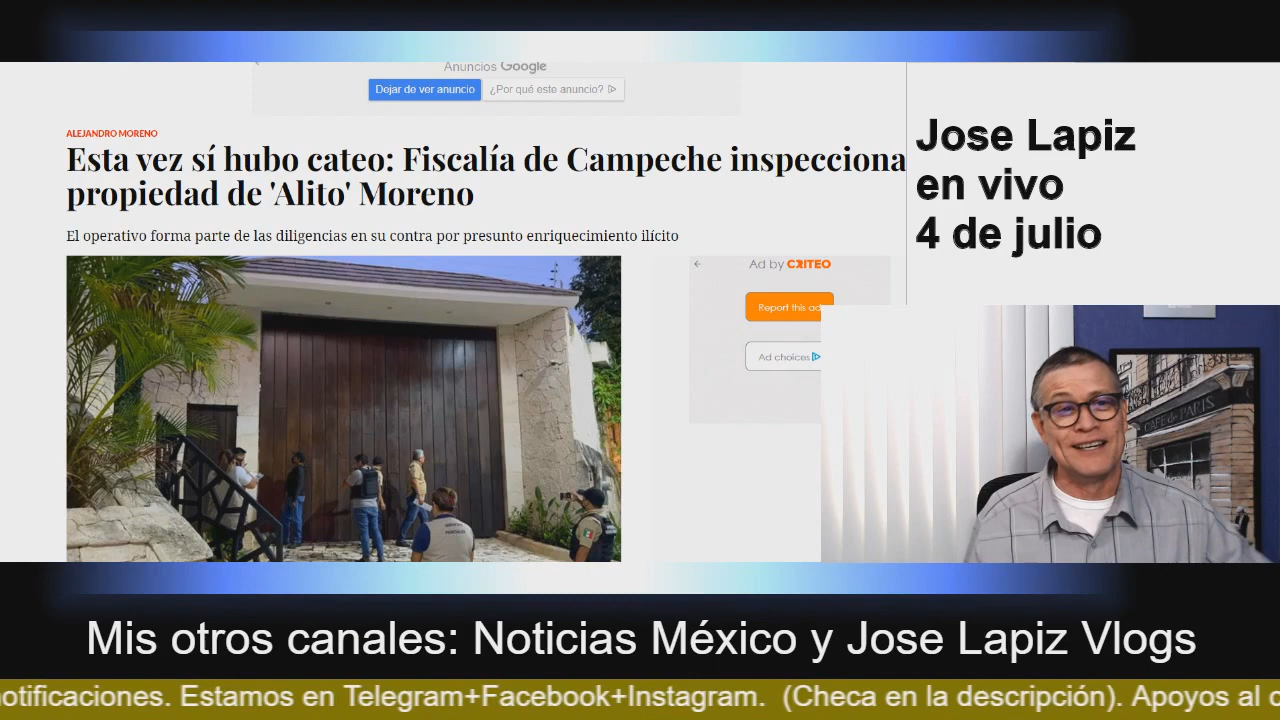 Anuncios Google
Dejar de ver anuncio
¿Por qué este anuncio?
ALEJANDRO MORENO
Esta vez sí hubo cateo: Fiscalía de Campeche inspecciona
propiedad de 'Alito' Moreno
El operativo forma parte de las diligencias en su contra por presunto enriquecimiento ilícito
Ad by CRITEO
Report this ad
Ad choices
Jose Lapiz
en vivo
4 de julio
CAFE de PARIS
Mis otros canales: Noticias México y Jose Lapiz Vlogs
notificaciones. Estamos en Telegram+Facebook+Instagram. (Checa en la descripción). Apoyos al